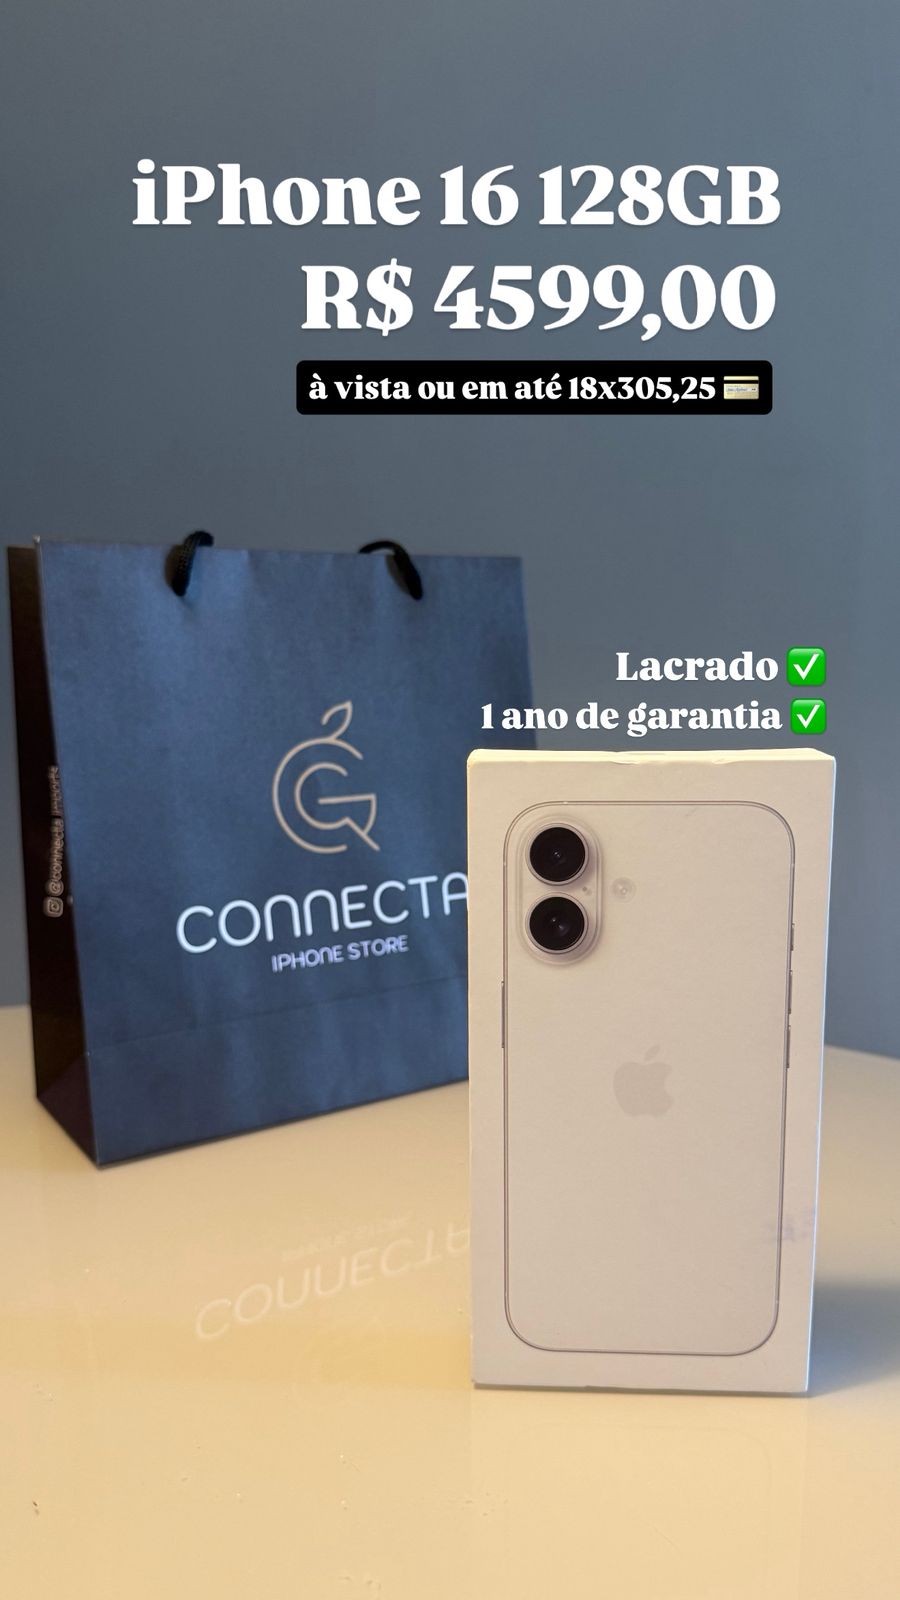 iPhone 16 128GB
R$ 4599,00
à vista ou em até 18x305,25 💳
Lacrado ✅
1 ano de garantia ✅
CONNECTA
IPHONE STORE
@connecta.imports